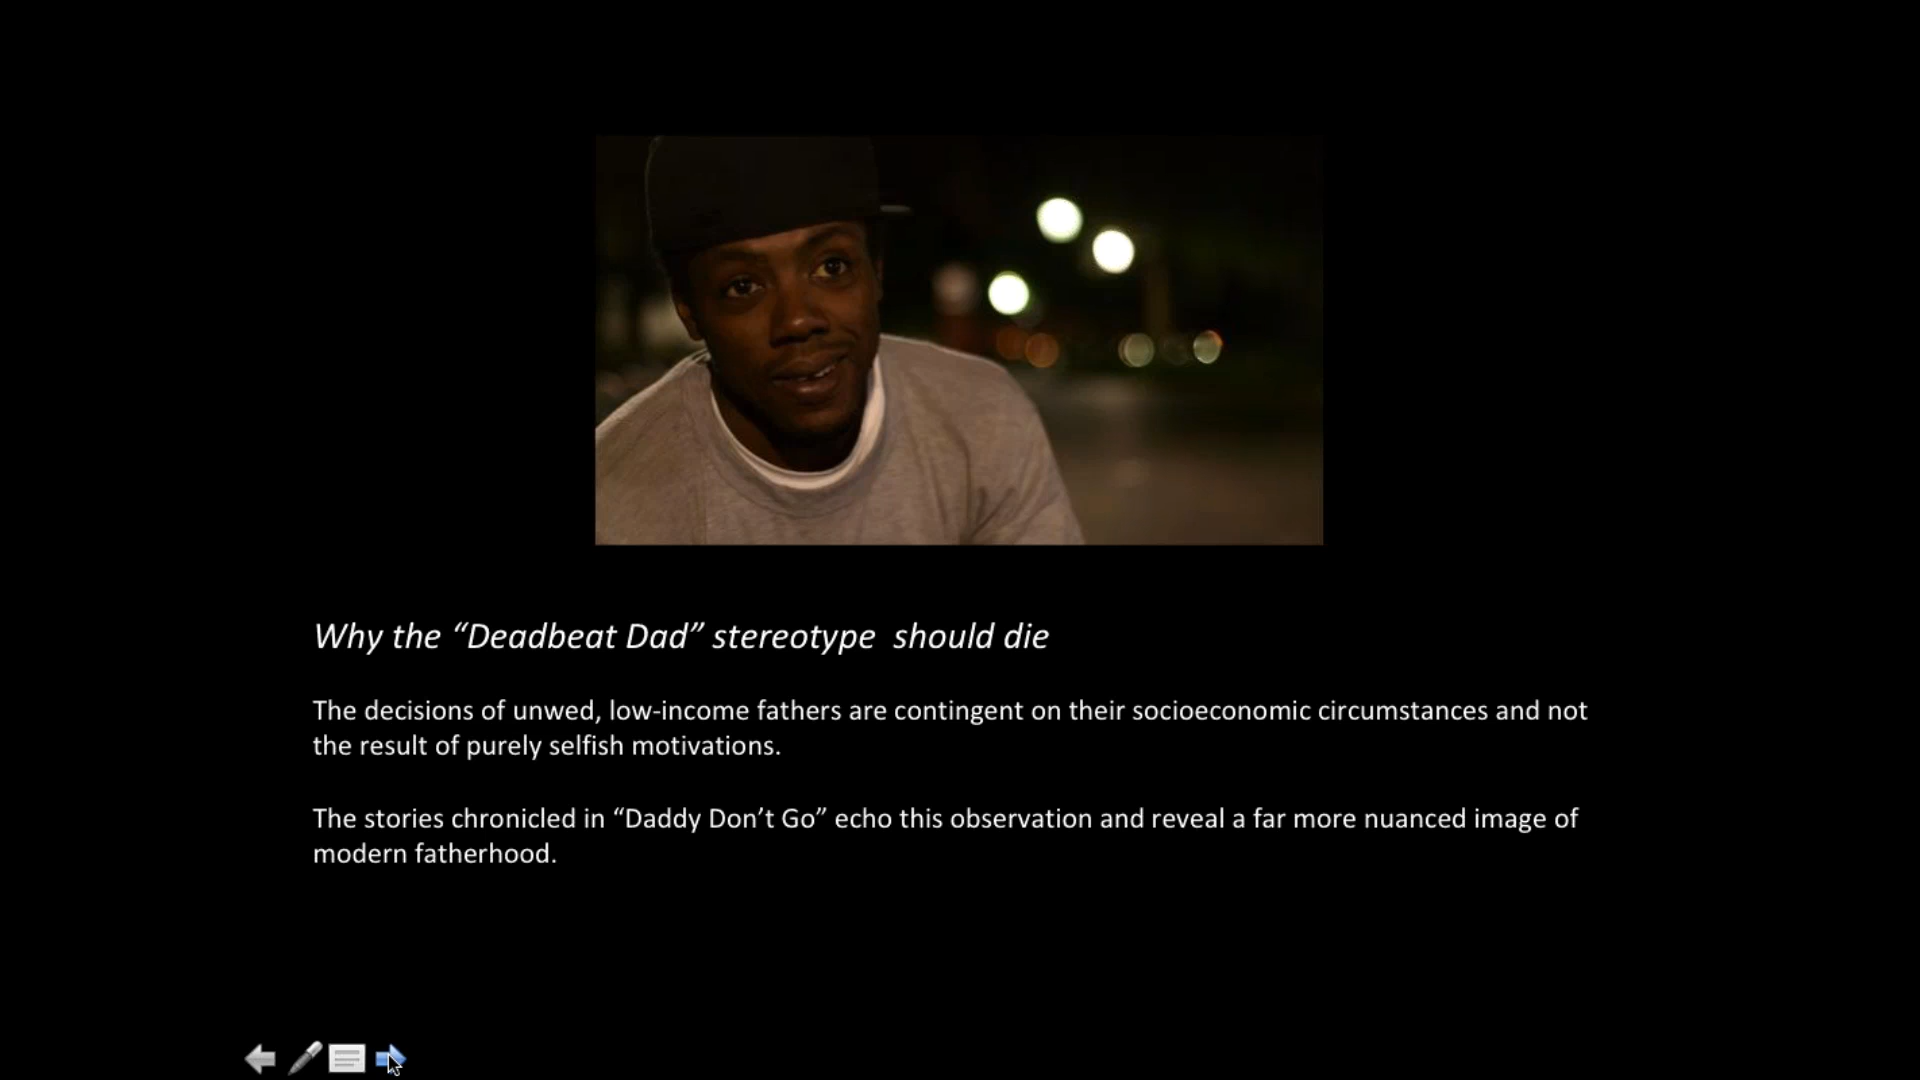 Why the “Deadbeat Dad” stereotype  should die
The decisions of unwed, low-income fathers are contingent on their socioeconomic circumstances and not
the result of purely selfish motivations.
The stories chronicled in “Daddy Don’t Go” echo this observation and reveal a far more nuanced image of
modern fatherhood.